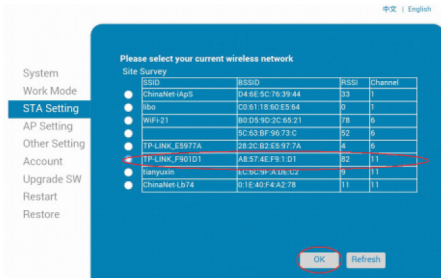 中文 | English
Please select your current wireless network
Site Survey
System
Work Mode
STA Setting
AP Setting
Other Setting
Account
Upgrade SW
Restart
Restore
SSID BSSID RSSI Channel
ChinaNet-iApS D4:6E:5C:76:39:44 33 1
libo C0:61:18:60:E5:64 0 1
WiFi-21 B0:D5:9D:2C:65:21 78 6
5C:63:BF:96:73:C 52 6
TP-LINK_E5977A 28:2C:B2:E5:97:7A 4 6
TP-LINK_F901D1 A8:57:4E:F9:1:D1 82 11
tianyuxin 9 11
ChinaNet-Lb74 0:1E:40:F4:A2:78 11 11
OK Refresh